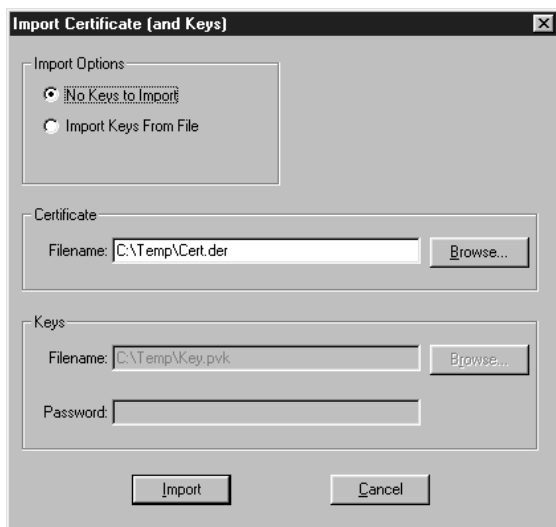 Import Certificate (and Keys)
Import Options
No Keys to Import
Import Keys From File
Certificate
Filename: C:\Temp\Cert.der Browse...
Keys
Filename: C:\Temp\Key.pvk Browse...
Password:
Import Cancel